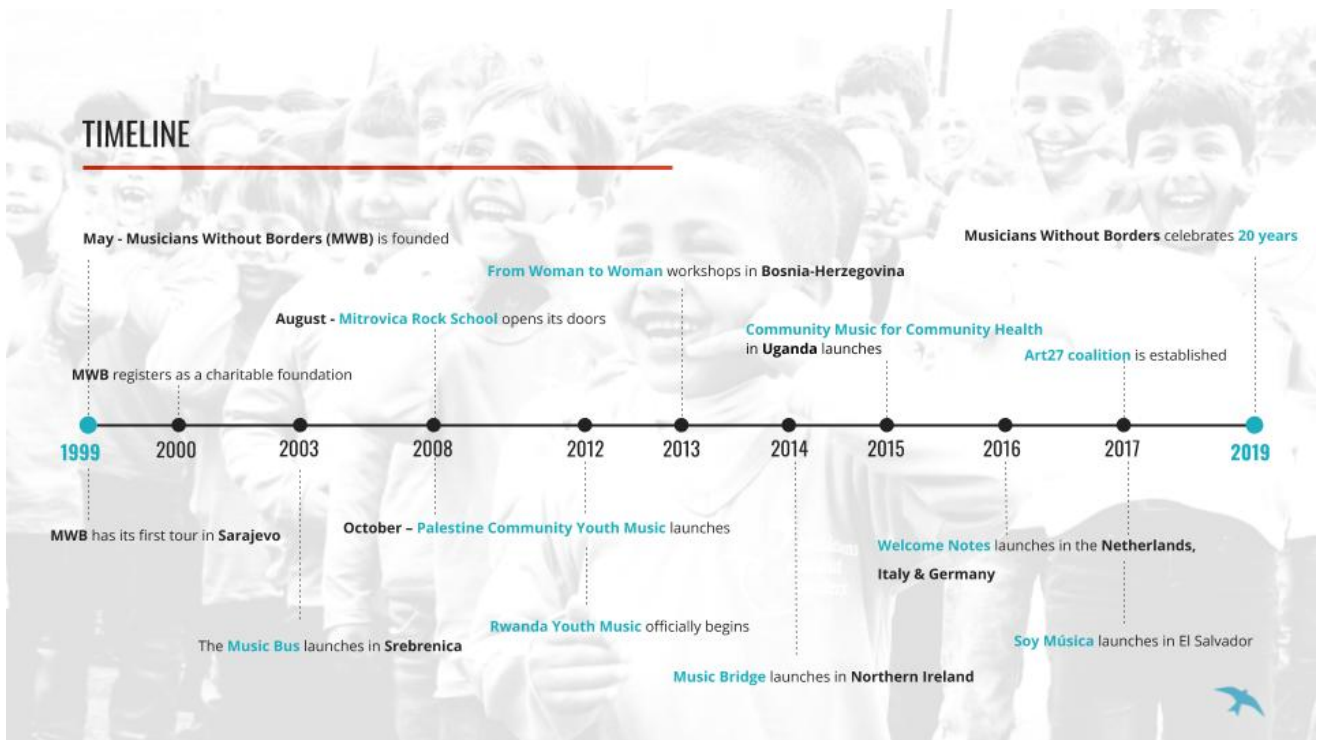 TIMELINE
May - Musicians Without Borders (MWB) is founded
Musicians Without Borders celebrates 20 years
From Woman to Woman workshops in Bosnia-Herzegovina
August - Mitrovica Rock School opens its doors
Community Music for Community Health
in Uganda launches
Art27 coalition is established
MWB registers as a charitable foundation
1999
2000
2003
2008
2012
2013
2014
2015
2016
2017
2019
MWB has its first tour in Sarajevo
October – Palestine Community Youth Music launches
Welcome Notes launches in the Netherlands,
Italy & Germany
Rwanda Youth Music officially begins
The Music Bus launches in Srebrenica
Soy Música launches in El Salvador
Music Bridge launches in Northern Ireland